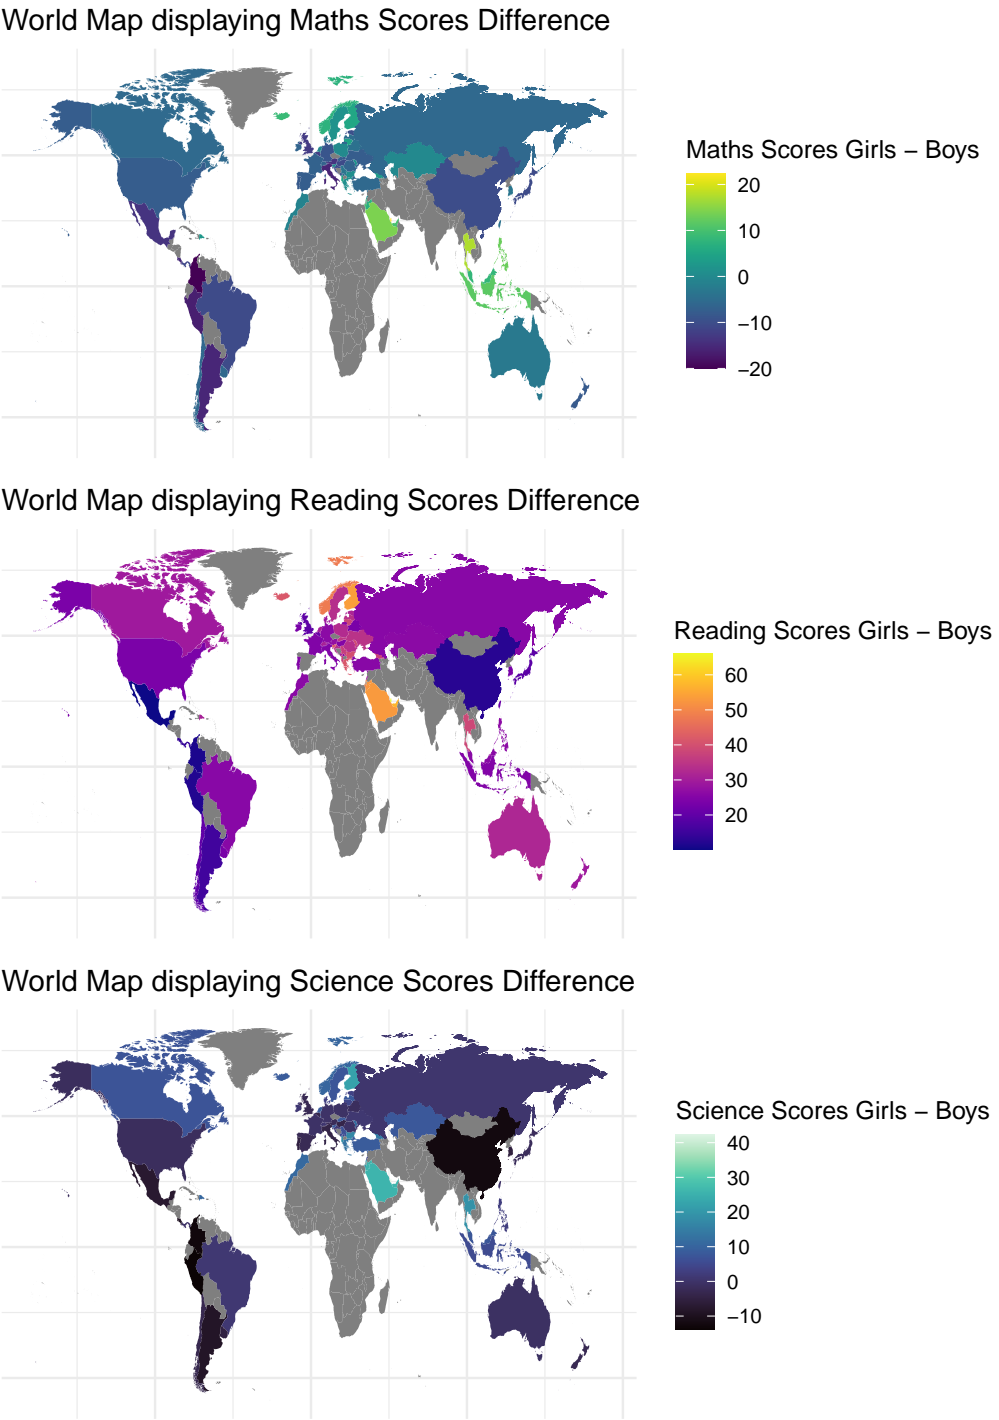 World Map displaying Maths Scores Difference
Maths Scores Girls – Boys
20
10
0
−10
−20
World Map displaying Reading Scores Difference
Reading Scores Girls – Boys
60
50
40
30
20
World Map displaying Science Scores Difference
Science Scores Girls – Boys
40
30
20
10
0
−10